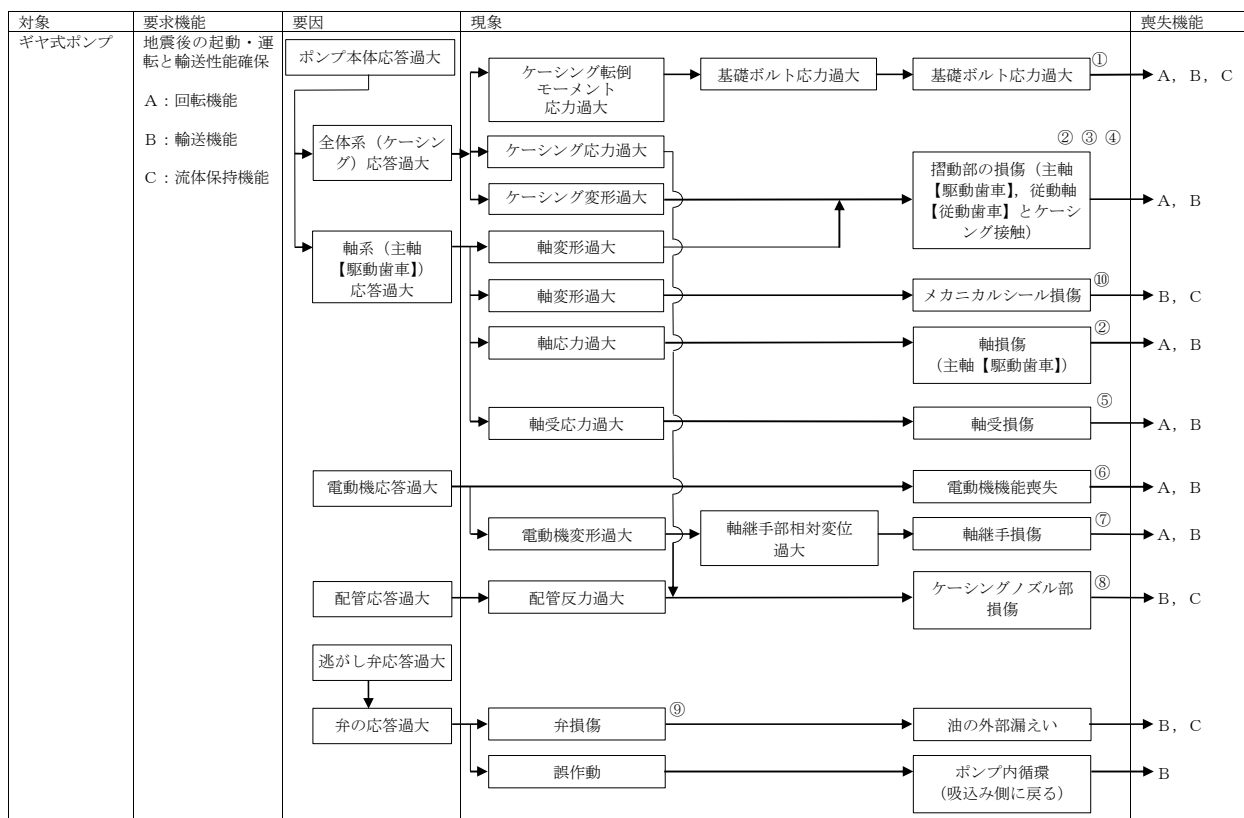 対象
要求機能
要因
現象
喪失機能
ギヤ式ポンプ
地震後の起動・運
転と輸送性能確保
A：回転機能
B：輸送機能
C：流体保持機能
ポンプ本体応答過大
ケーシング転倒
モーメント
応力過大
基礎ボルト応力過大
基礎ボルト応力過大
①
A，B，C
全体系（ケーシン
グ）応答過大
ケーシング応力過大
ケーシング変形過大
② ③ ④
摺動部の損傷（主軸
【駆動歯車】，従動軸
【従動歯車】とケーシ
ング接触）
A，B
軸系（主軸
【駆動歯車】）
応答過大
軸変形過大
軸変形過大
メカニカルシール損傷
⑩
B，C
軸応力過大
軸損傷
（主軸【駆動歯車】）
②
A，B
軸受応力過大
軸受損傷
⑤
A，B
電動機応答過大
電動機機能喪失
⑥
A，B
電動機変形過大
軸継手部相対変位
過大
軸継手損傷
⑦
A，B
配管応答過大
配管反力過大
ケーシングノズル部
損傷
⑧
B，C
逃がし弁応答過大
弁の応答過大
弁損傷
⑨
油の外部漏えい
B，C
誤作動
ポンプ内循環
（吸込み側に戻る）
B